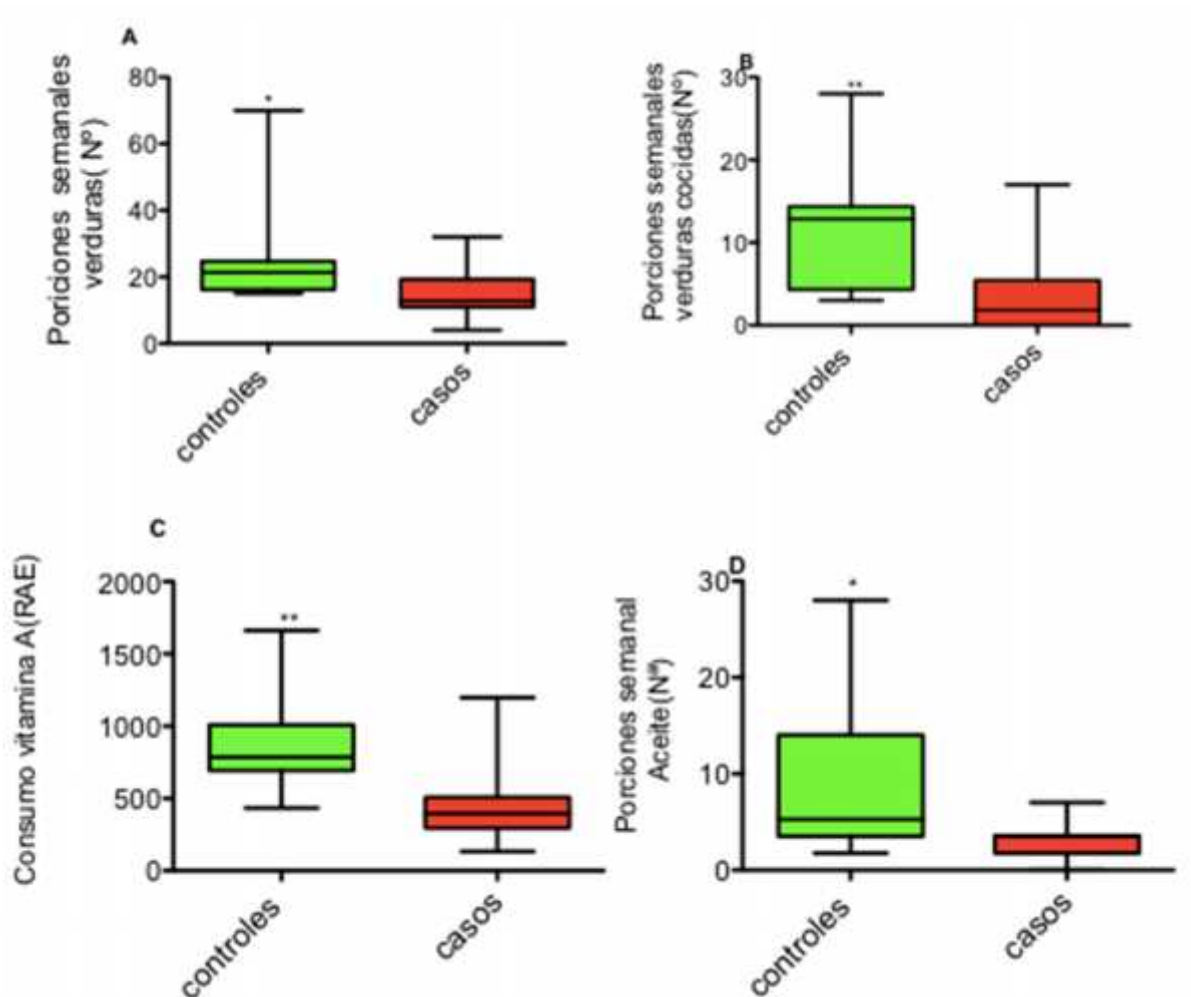 A
Poriciones semanales
verduras( Nº)
80
60
40
20
0
*
controles
casos
B
Porciones semanales
verduras cocidas(Nº)
30
20
10
0
**
controles
casos
C
Consumo vitamina A(RAE)
2000
1500
1000
500
0
**
controles
casos
D
Porciones semanal
Aceite(Nº)
30
20
10
0
*
controles
casos